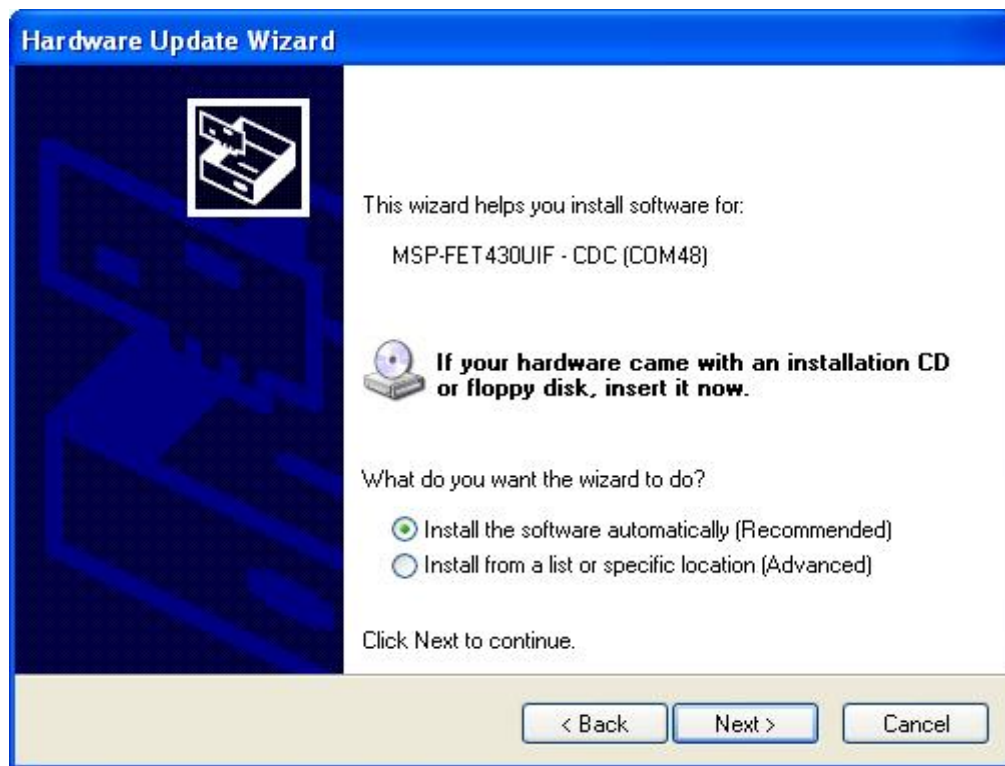 Hardware Update Wizard
This wizard helps you install software for:
MSP-FET430UIF - CDC (COM48)
If your hardware came with an installation CD
or floppy disk, insert it now.
What do you want the wizard to do?
Install the software automatically (Recommended)
Install from a list or specific location (Advanced)
Click Next to continue.
< Back Next > Cancel